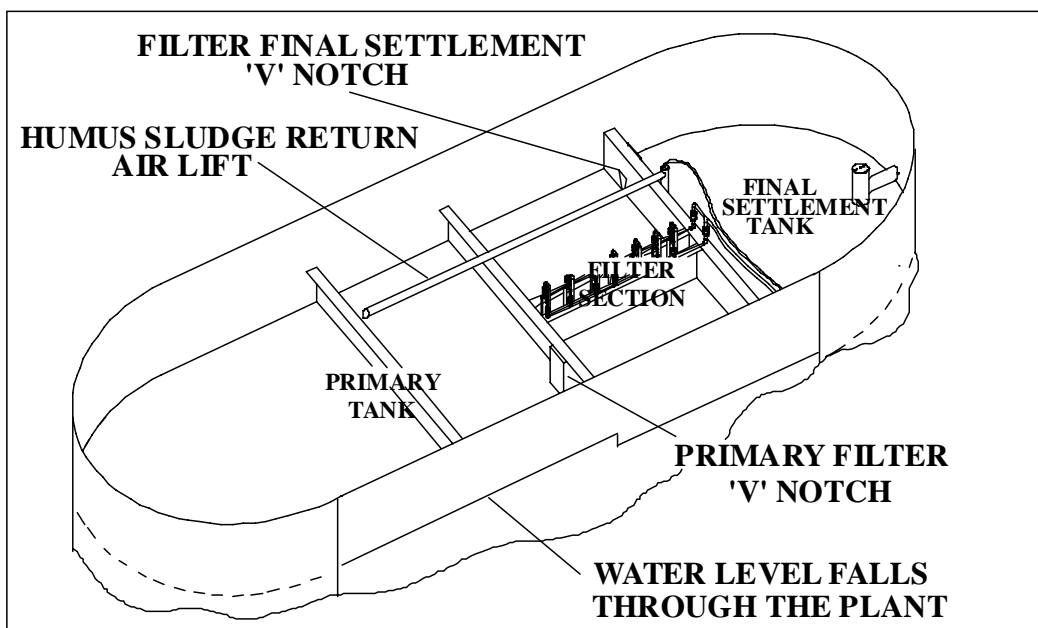 FILTER FINAL SETTLEMENT
'V' NOTCH
HUMUS SLUDGE RETURN
AIR LIFT
FINAL
SETTLEMENT
TANK
FILTER
SECTION
PRIMARY
TANK
PRIMARY FILTER
'V' NOTCH
WATER LEVEL FALLS
THROUGH THE PLANT